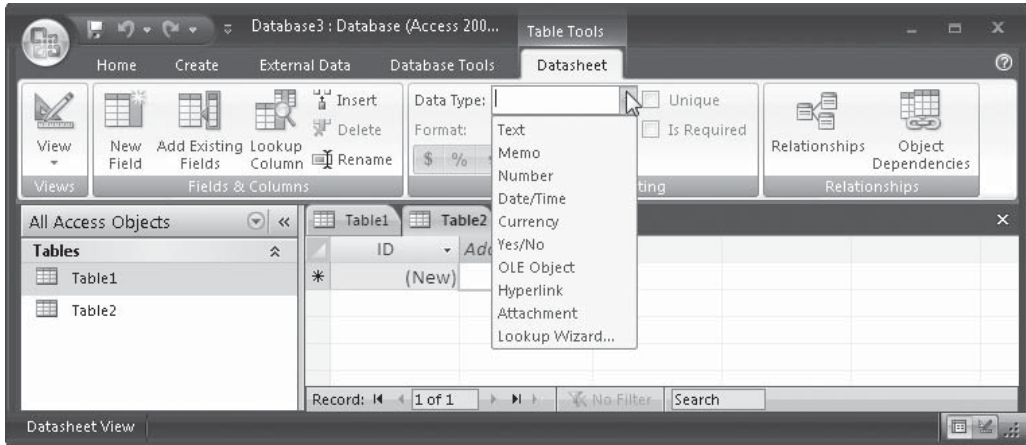 Database3 : Database (Access 200...
Table Tools
Home Create External Data Database Tools Datasheet
View
New Field
Add Existing Fields
Lookup Column
Insert
Delete
Rename
Data Type:
Format:
$ %
Unique
Is Required
Relationships
Object Dependencies
Views
Fields & Columns
ting
Relationships
Text
Memo
Number
Date/Time
Currency
Yes/No
OLE Object
Hyperlink
Attachment
Lookup Wizard...
All Access Objects
Tables
Table1
Table2
Table1 Table2
ID Add
(New)
Record: 1 of 1 No Filter Search
Datasheet View